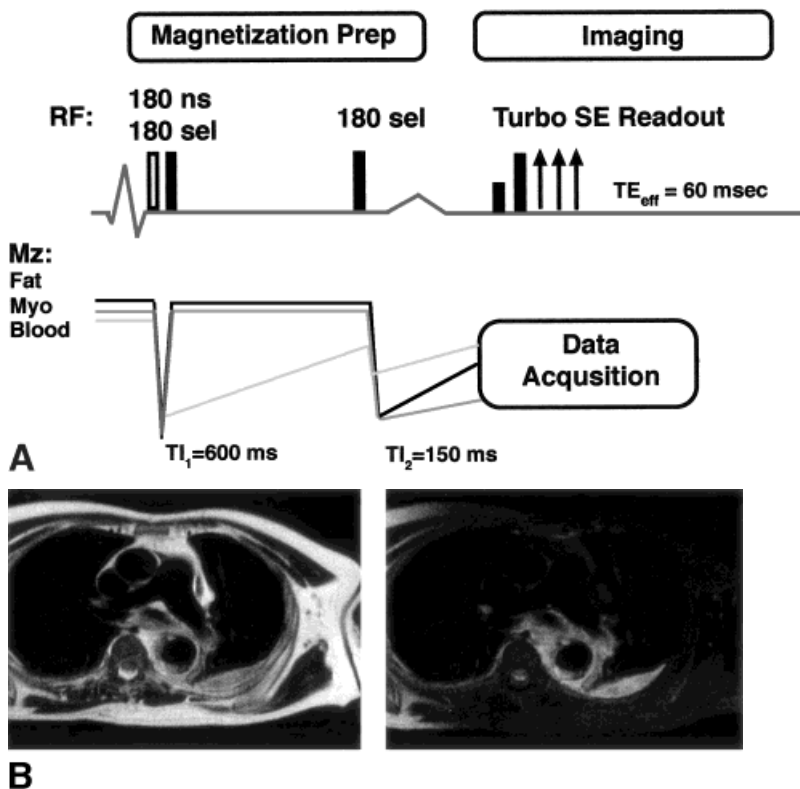 Magnetization Prep
Imaging
180 ns
RF:
180 sel
180 sel
Turbo SE Readout
TEeff = 60 msec
Mz:
Fat
Myo
Blood
Data
Acqusition
TI1=600 ms
TI2=150 ms
A
B